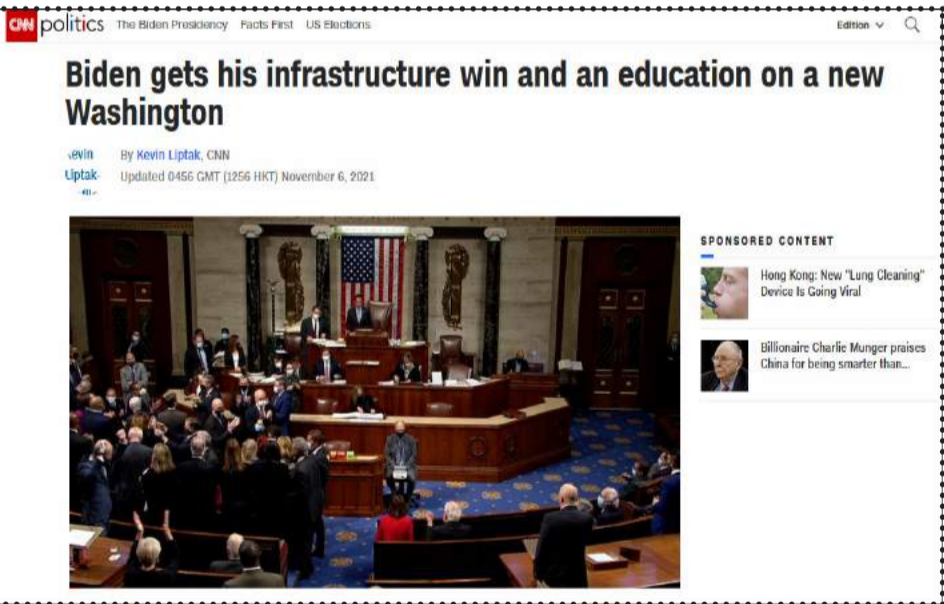 CNN politics The Biden Presidency Facts First US Elections Edition
Biden gets his infrastructure win and an education on a new
Washington
By Kevin Liptak, CNN
Liptak
Updated 0456 GMT (1256 HKT) November 6, 2021
SPONSORED CONTENT
Hong Kong: New "Lung Cleaning"
Device Is Going Viral
Billionaire Charlie Munger praises
China for being smarter than...